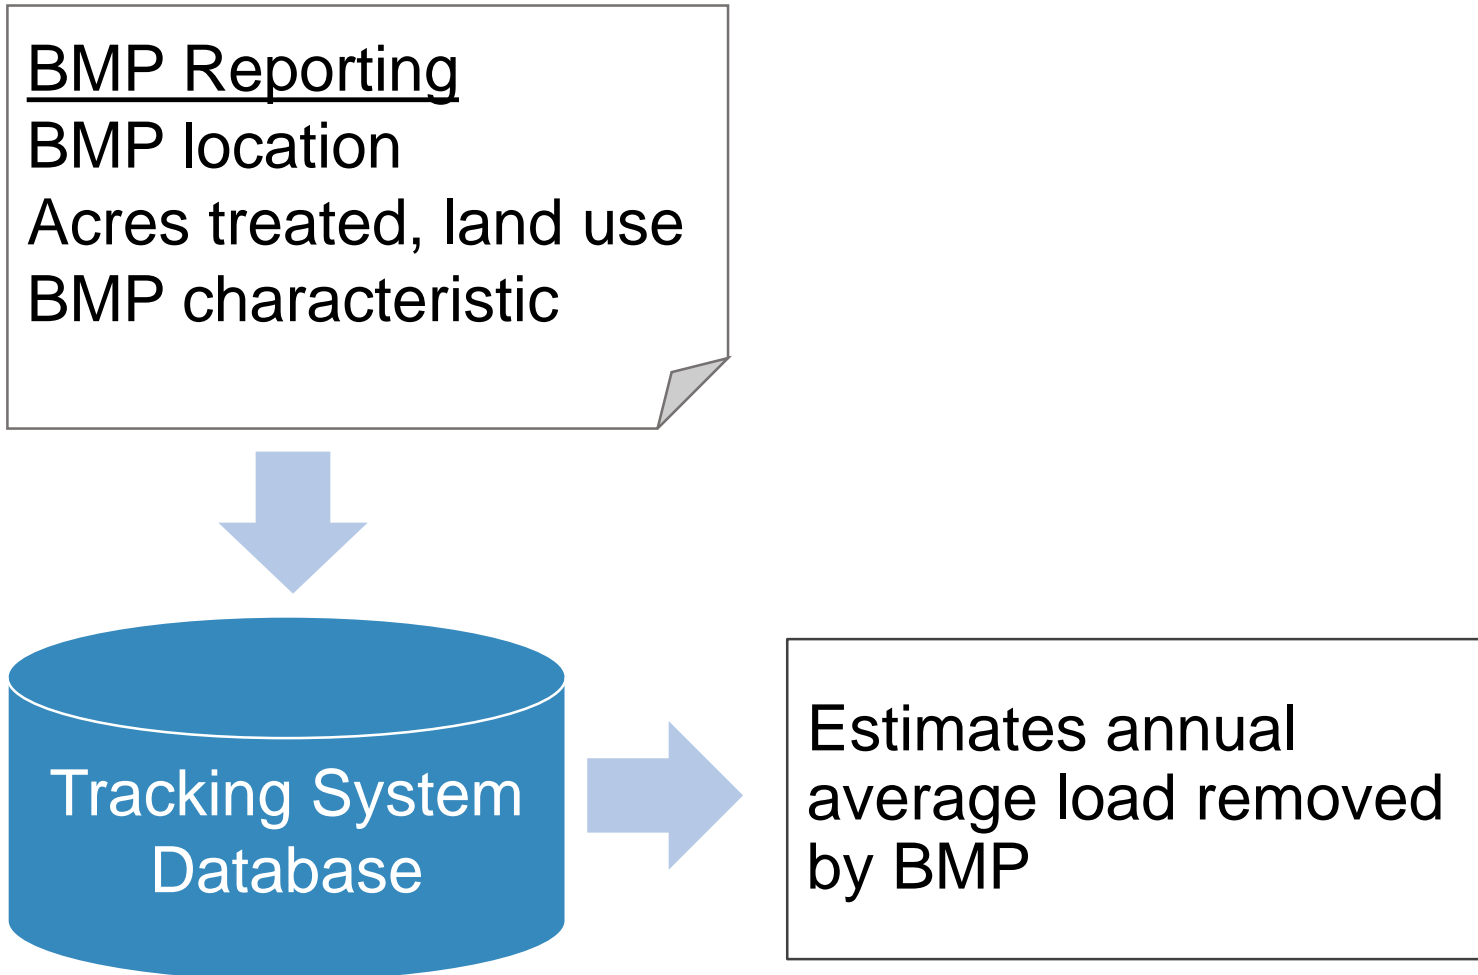 BMP Reporting
BMP location
Acres treated, land use
BMP characteristic
Tracking System
Database
Estimates annual
average load removed
by BMP